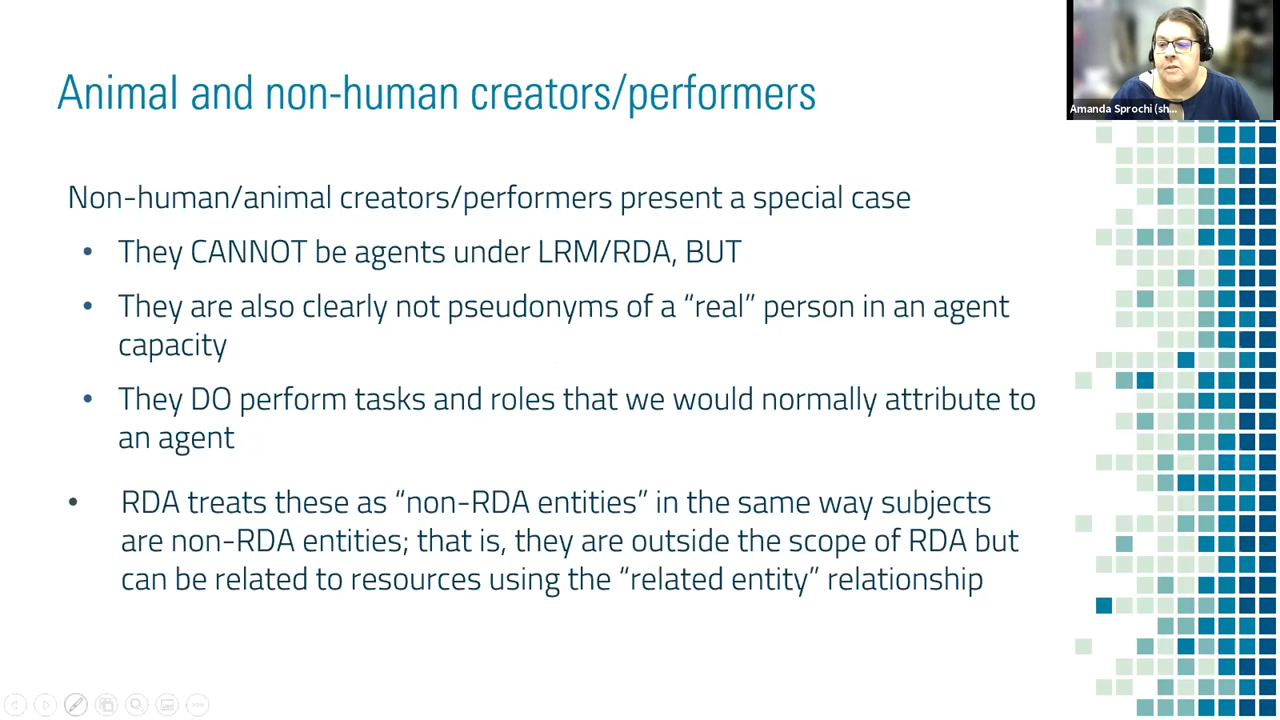 Amanda Sprochi (sh...
Animal and non-human creators/performers
Non-human/animal creators/performers present a special case
• They CANNOT be agents under LRM/RDA, BUT
• They are also clearly not pseudonyms of a “real” person in an agent
capacity
• They DO perform tasks and roles that we would normally attribute to
an agent
• RDA treats these as “non-RDA entities” in the same way subjects
are non-RDA entities; that is, they are outside the scope of RDA but
can be related to resources using the “related entity” relationship